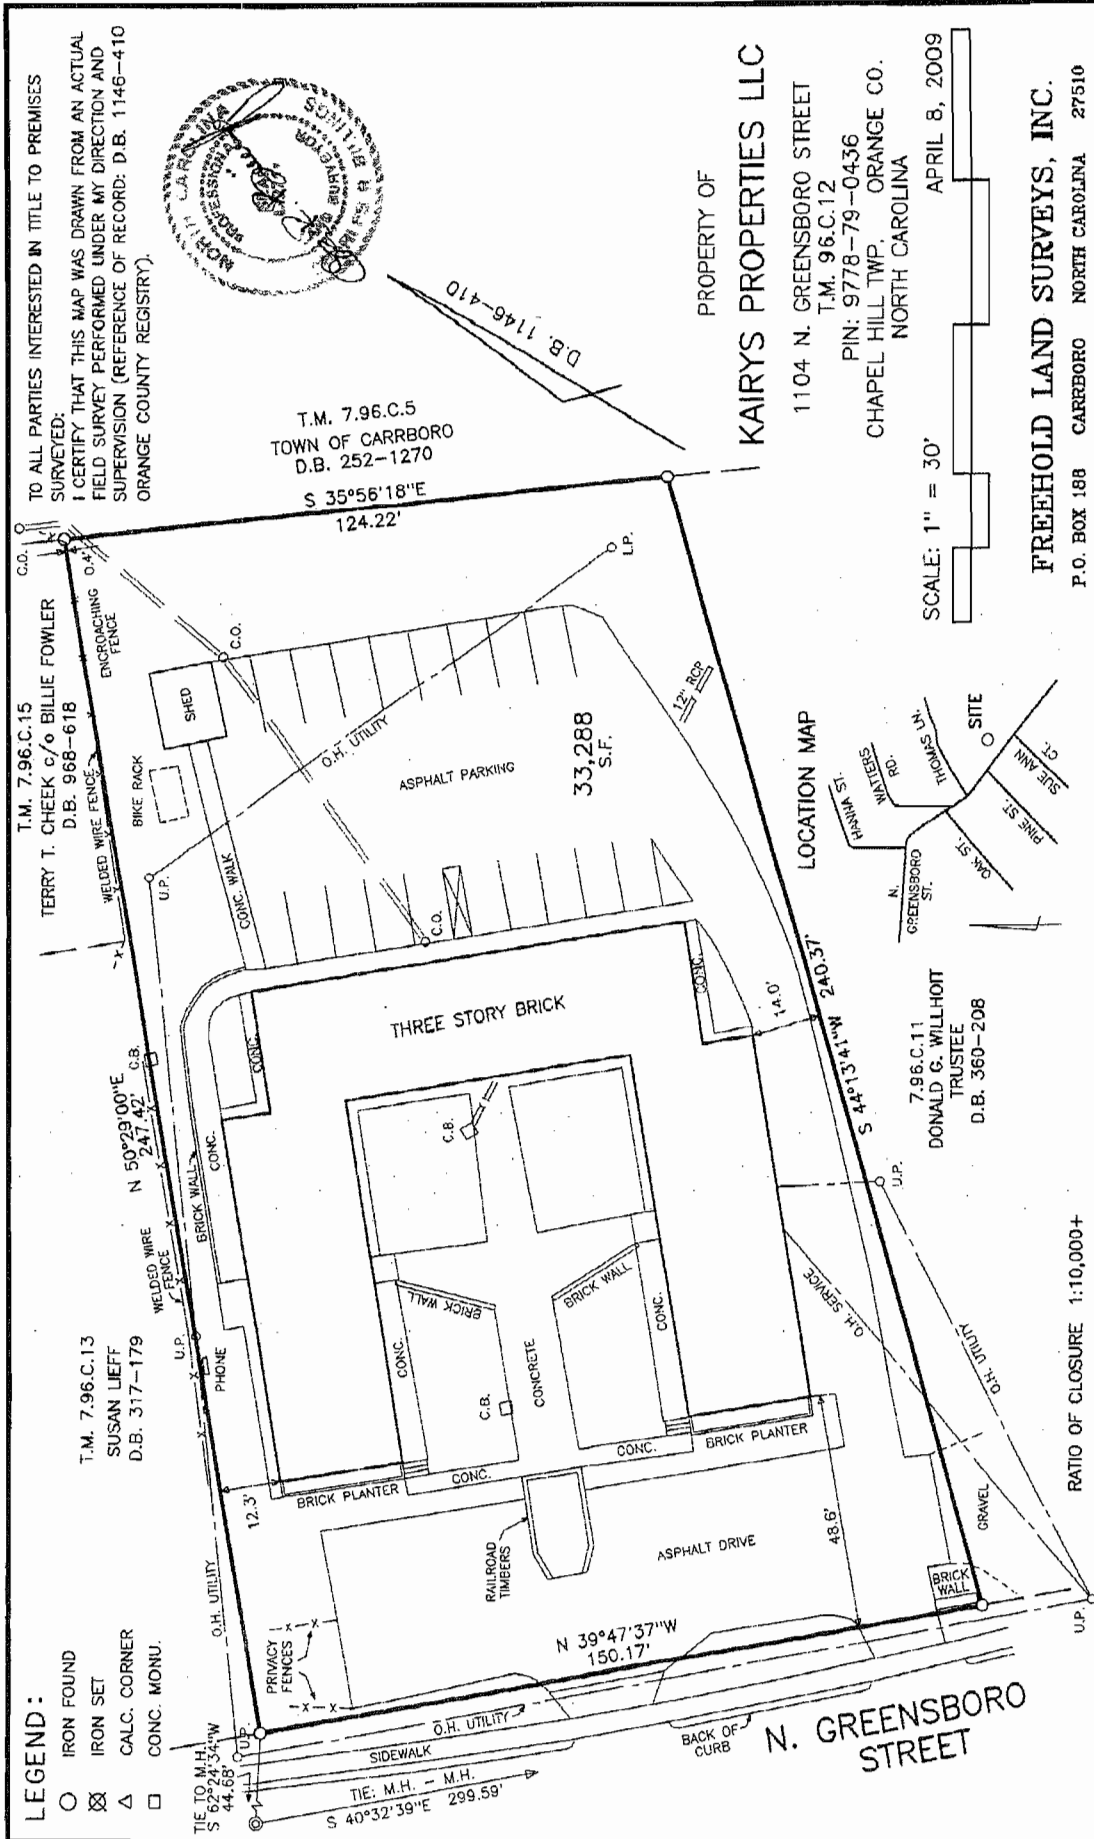 LEGEND:
IRON FOUND
IRON SET
CALC. CORNER
CONC. MONU.
TO ALL PARTIES INTERESTED IN TITLE TO PREMISES
SURVEYED:
I CERTIFY THAT THIS MAP WAS DRAWN FROM AN ACTUAL
FIELD SURVEY PERFORMED UNDER MY DIRECTION AND
SUPERVISION (REFERENCE OF RECORD: D.B. 1146-410
ORANGE COUNTY REGISTRY).
NORTH CAROLINA
PROFESSIONAL
LAND SURVEYOR
BILLINGS
T.M. 7.96.C.15
TERRY T. CHEEK c/o BILLIE FOWLER
D.B. 968-618
T.M. 7.96.C.13
SUSAN LIEFF
D.B. 317-179
N 50°29'00"E
247.42'
C.O.
0.4'
ENCROACHING
FENCE
WELDED WIRE FENCE
WELDED WIRE
FENCE
C.B.
U.P.
PHONE
BRICK WALL
CONC.
CONC.
BIKE RACK
SHED
C.O.
CONC. WALK
U.P.
O.H. UTILITY
ASPHALT PARKING
C.O.
L.P.
33,288
S.F.
12" RCP
T.M. 7.96.C.5
TOWN OF CARRBORO
D.B. 252-1270
S 35°56'18"E
124.22'
D.B. 1146-410
THREE STORY BRICK
CONC.
14.0'
S 44°13'41"W 240.37'
7.96.C.11
DONALD G. WILLHOIT
TRUSTEE
D.B. 360-208
C.B.
BRICK WALL
BRICK WALL
CONC.
CONC.
CONCRETE
C.B.
CONC.
CONC.
BRICK PLANTER
BRICK PLANTER
12.3'
48.6'
RAILROAD
TIMBERS
ASPHALT DRIVE
O.H. SERVICE
O.H. UTILITY
U.P.
U.P.
GRAVEL
BRICK
WALL
O.H. UTILITY
PRIVACY
FENCES
U.P.
N 39°47'37"W
150.17'
O.H. UTILITY
SIDEWALK
BACK OF
CURB
TIE TO M.H.
S 62°24'34"W
44.68'
TIE: M.H. - M.H.
S 40°32'39"E 299.59'
N. GREENSBORO
STREET
RATIO OF CLOSURE 1:10,000+
LOCATION MAP
HANNA ST.
WATTERS
RD.
THOMAS LN.
SITE
N.
GREENSBORO
ST.
OAK ST.
PINE ST.
SUE ANN
CT.
PROPERTY OF
KAIRYS PROPERTIES LLC
1104 N. GREENSBORO STREET
T.M. 96.C.12
PIN: 9778-79-0436
CHAPEL HILL TWP. ORANGE CO.
NORTH CAROLINA
SCALE: 1" = 30'
APRIL 8, 2009
FREEHOLD LAND SURVEYS, INC.
P.O. BOX 188 CARRBORO NORTH CAROLINA 27510